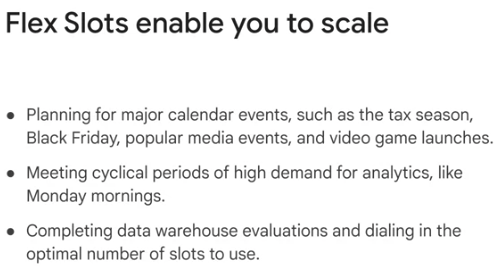 Flex Slots enable you to scale
● Planning for major calendar events, such as the tax season,
Black Friday, popular media events, and video game launches.
● Meeting cyclical periods of high demand for analytics, like
Monday mornings.
● Completing data warehouse evaluations and dialing in the
optimal number of slots to use.